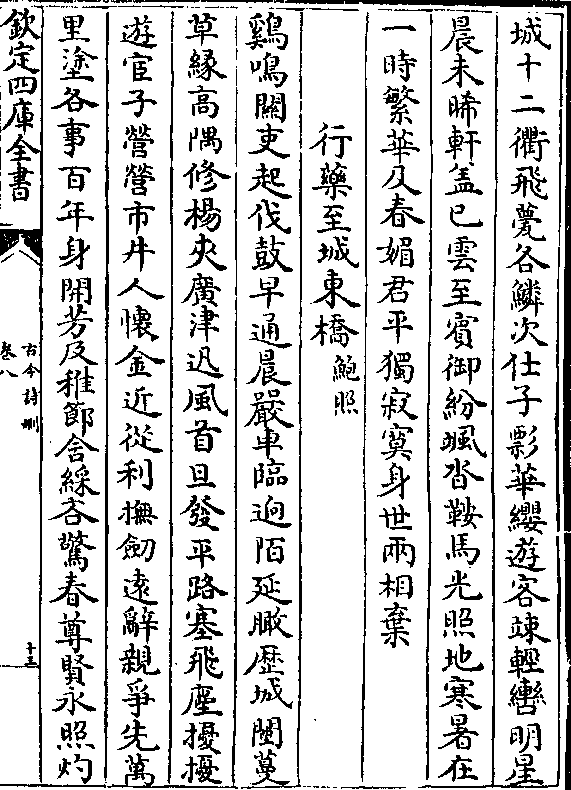 城十二衢飛甍各鱗次仕子彯華纓遊客竦輕轡明星
晨未晞軒盖已雲至賓御紛颯沓鞍馬光照地寒暑在
一時繁華及春媚君平獨寂寞身世兩相棄
行藥至城東橋 鮑照
鷄鳴關吏起伐鼓早通晨嚴車臨迥陌延瞰歴城闉蔓
草緣高隅修楊夾廣津迅風首旦發平路塞飛塵擾擾
遊宦子營營市井人懷金近從利撫劍遠辭親爭先萬
里塗各事百年身開芳及稚節含綵吝驚春尊賢永照灼
欽定四庫全書
古今詩刪
卷八
十三